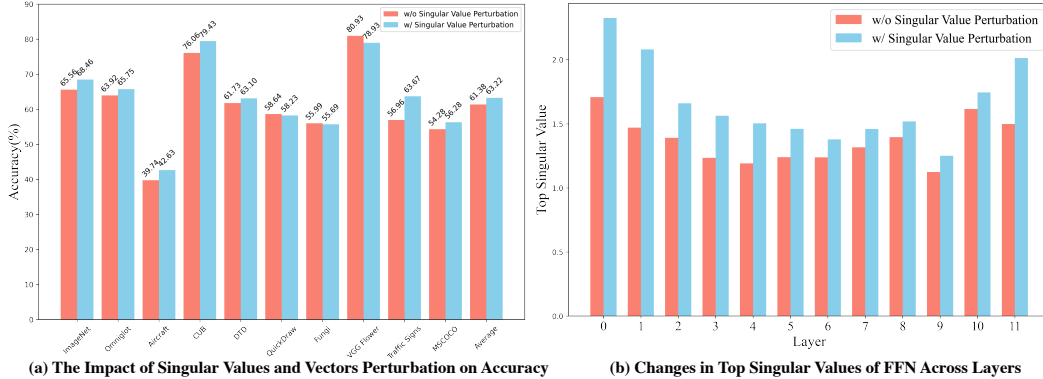 90
80
70
60
50
40
30
20
10
0
Accuracy(%)
w/o Singular Value Perturbation
w/ Singular Value Perturbation
65.56 68.46
63.92 65.75
39.74 42.63
76.06 79.43
61.73 63.10
58.64 58.23
55.99 55.69
80.93 78.93
56.96 63.67
54.28 56.28
61.38 63.22
ImageNet
Omniglot
Aircraft
CUB
DTD
QuickDraw
Fungi
VGG Flower
Traffic Signs
MSCOCO
Average
(a) The Impact of Singular Values and Vectors Perturbation on Accuracy
2.0
1.5
1.0
0.5
0.0
Top Singular Value
w/o Singular Value Perturbation
w/ Singular Value Perturbation
0 1 2 3 4 5 6 7 8 9 10 11
Layer
(b) Changes in Top Singular Values of FFN Across Layers